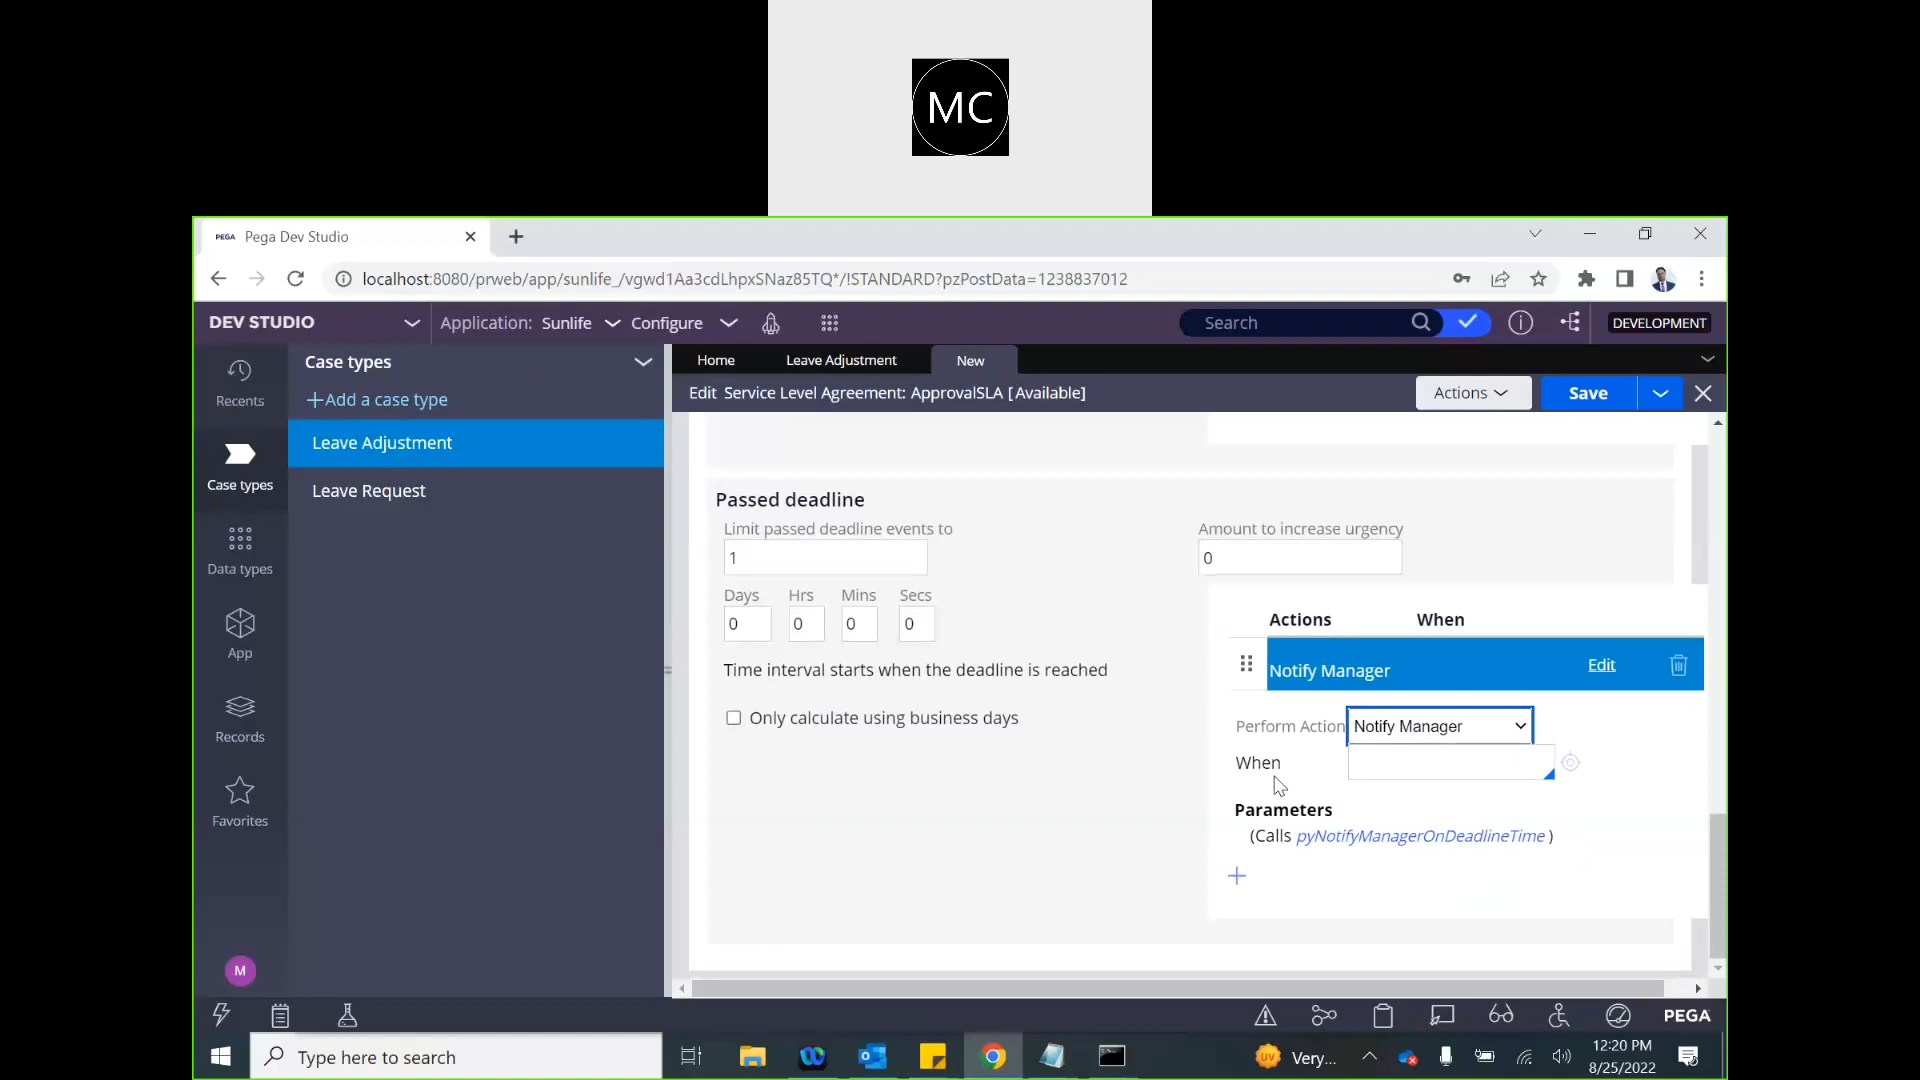 MC
PEGA Pega Dev Studio
localhost:8080/prweb/app/sunlife_/vgwd1Aa3cdLhpxSNaz85TQ*/!STANDARD?pzPostData=1238837012
DEV STUDIO
Application: Sunlife
Configure
Search
DEVELOPMENT
Recents
Case types
Data types
App
Records
Favorites
M
Case types
Add a case type
Leave Adjustment
Leave Request
Home
Leave Adjustment
New
Edit Service Level Agreement: ApprovalSLA [Available]
Actions
Save
Passed deadline
Limit passed deadline events to
1
Amount to increase urgency
0
Days Hrs Mins Secs
0 0 0 0
Time interval starts when the deadline is reached
Only calculate using business days
Actions When
Notify Manager Edit
Perform Action Notify Manager
When
Parameters
(Calls pyNotifyManagerOnDeadlineTime )
PEGA
Type here to search
UV Very...
12:20 PM
8/25/2022